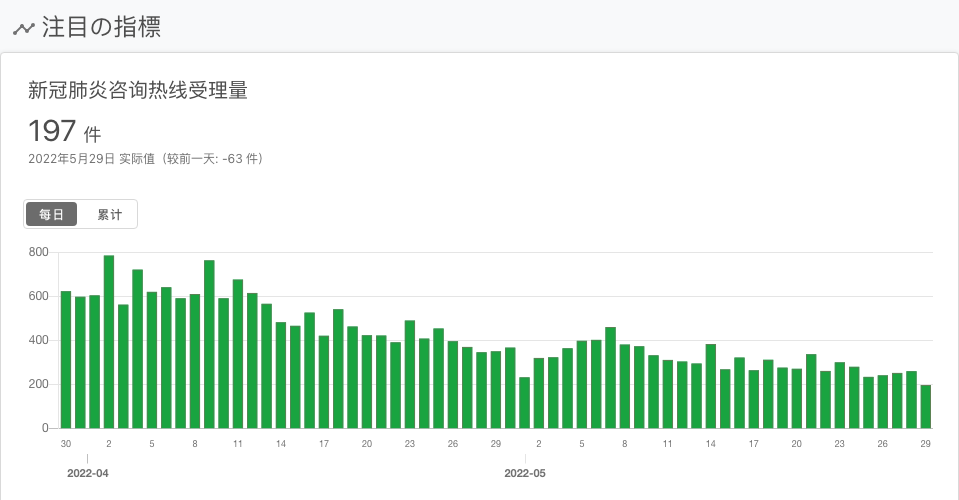 注目の指標
新冠肺炎咨询热线受理量
197 件
2022年5月29日 实际值（较前一天: -63 件）
每日 累计
800
600
400
200
0
30 2 5 8 11 14 17 20 23 26 29 2 5 8 11 14 17 20 23 26 29
2022-04 2022-05